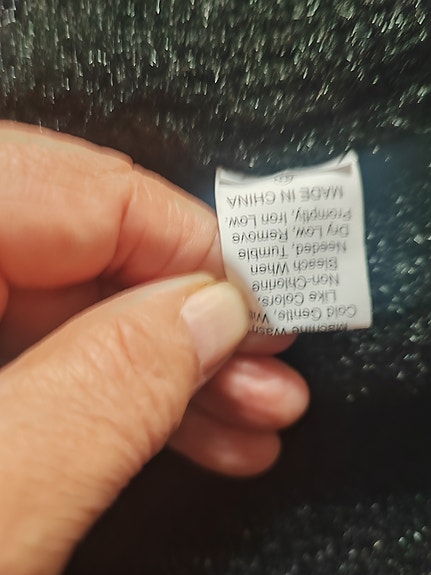 Machine Wash
Cold Gentle,
Like Colors,
Non-Chlorine
Bleach When
Needed, Tumble
Dry Low, Remove
Promptly, Iron Low.
MADE IN CHINA